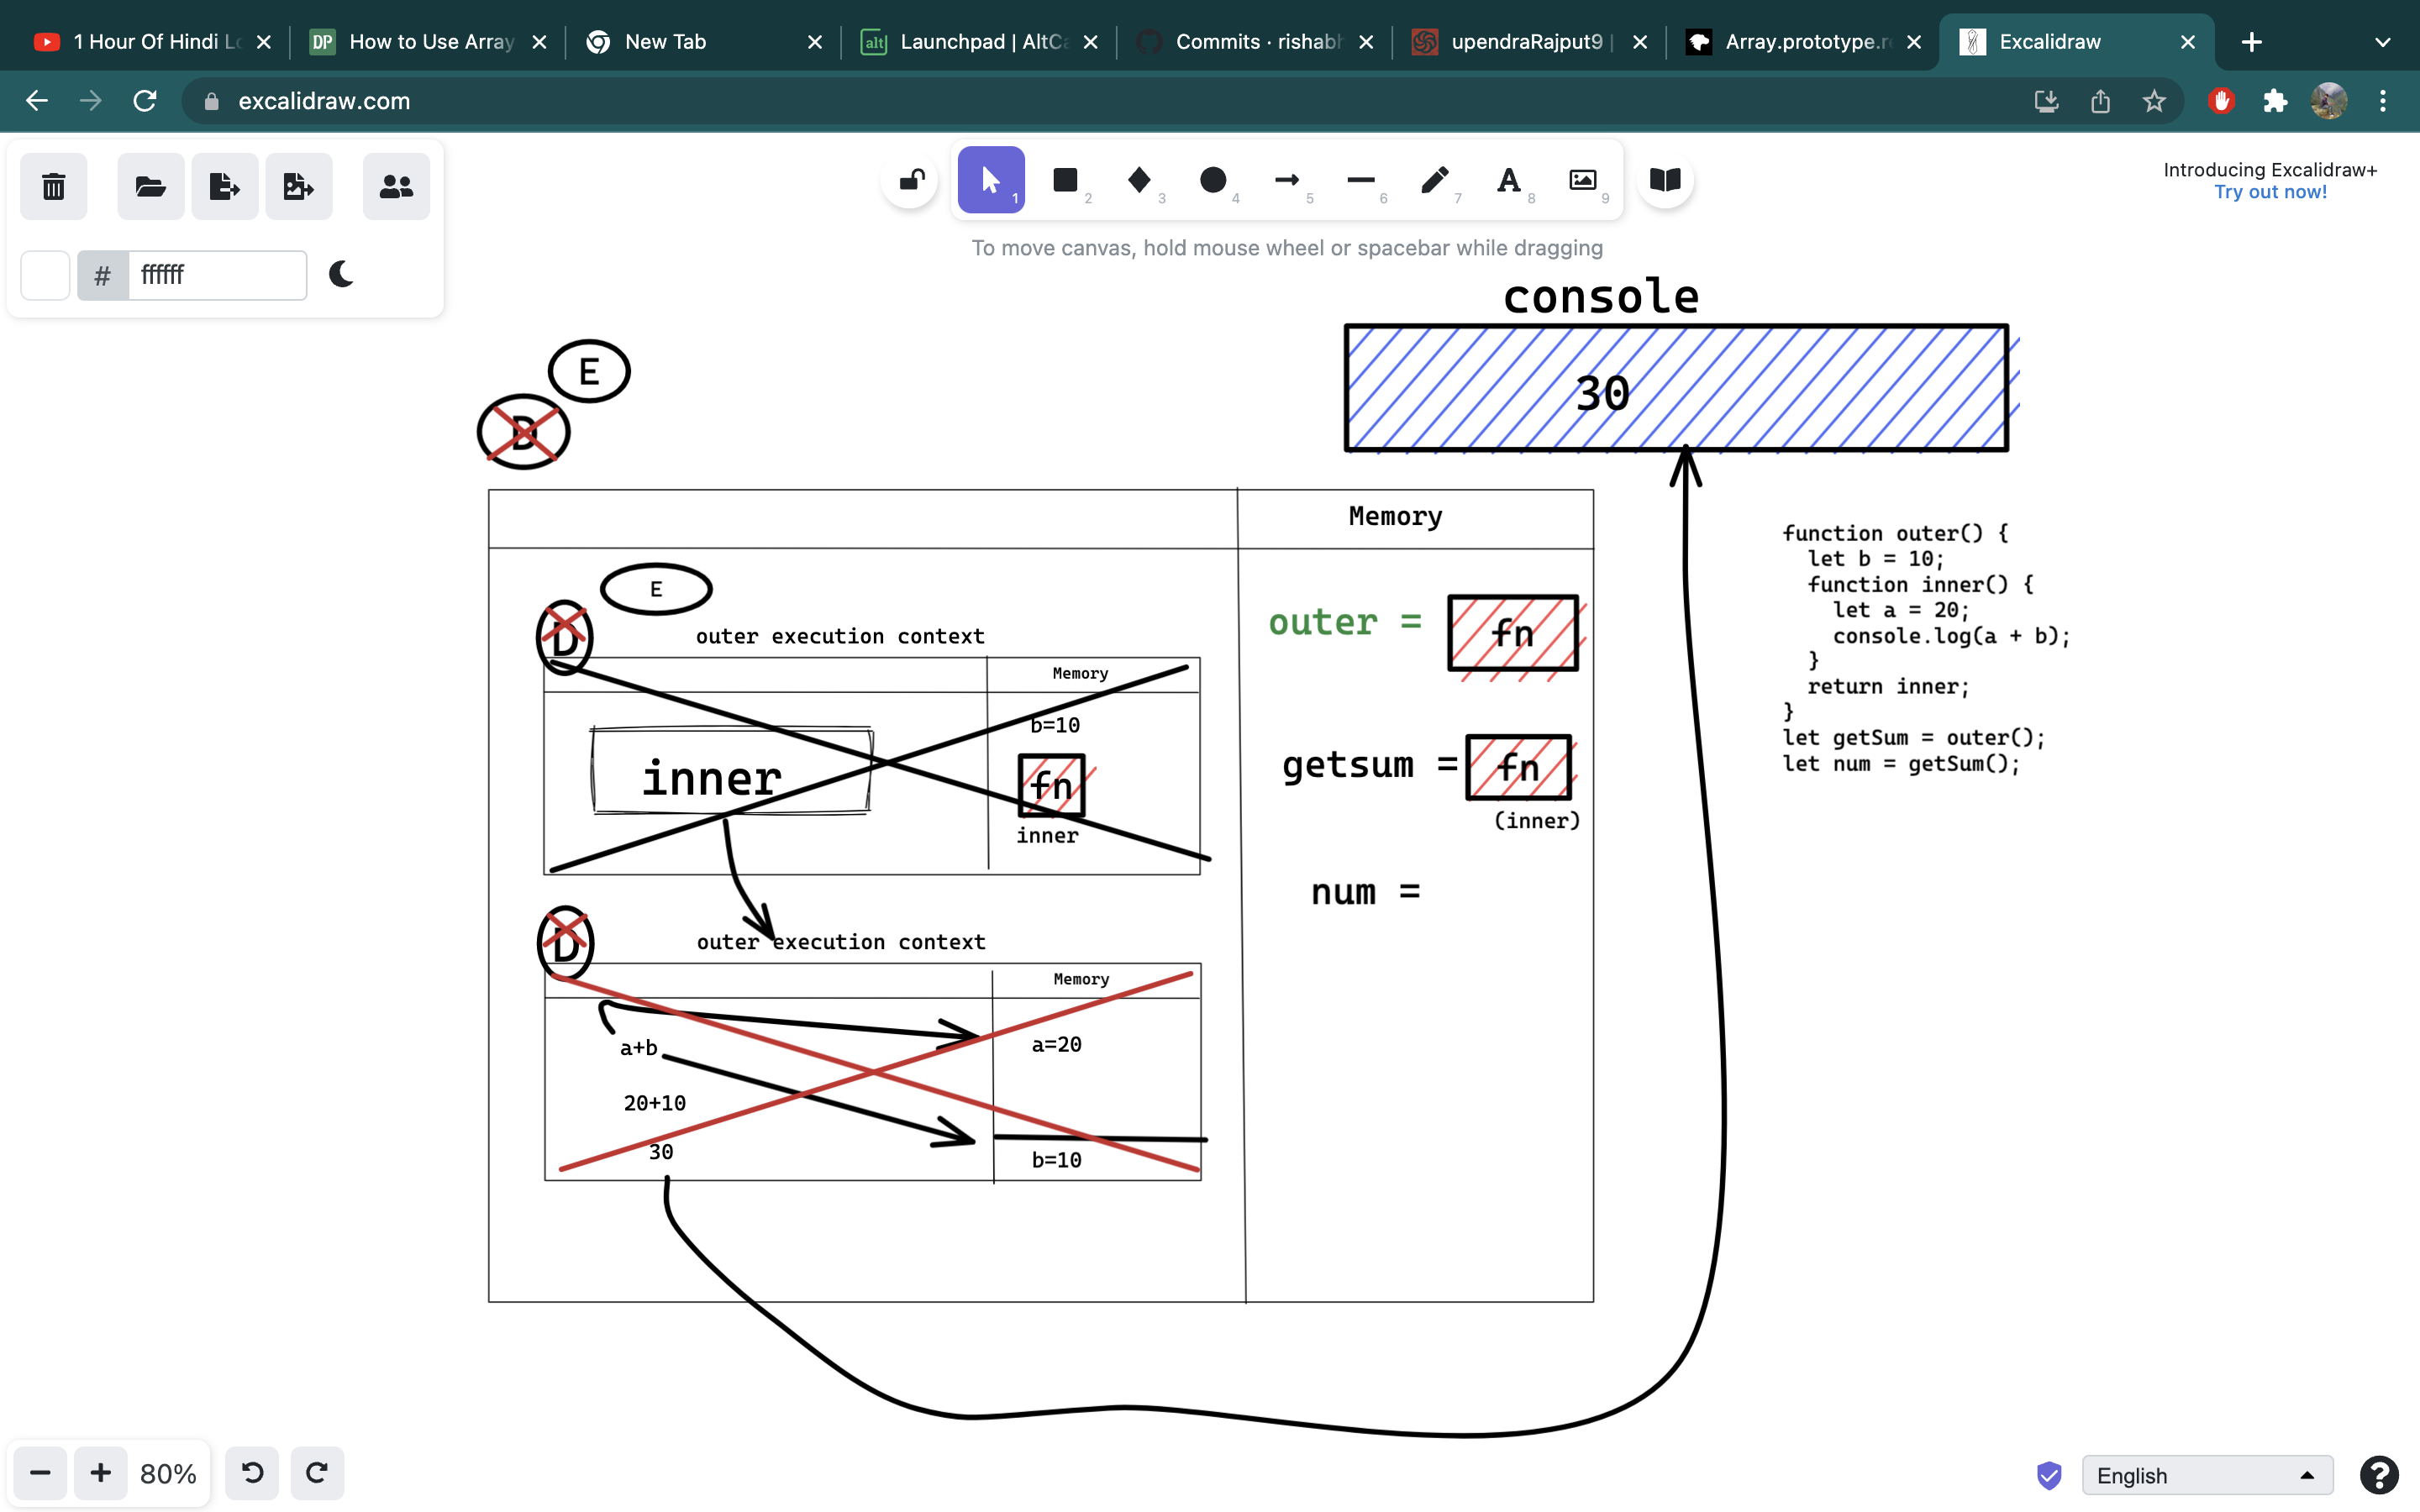 1 Hour Of Hindi Lo
DP How to Use Array
New Tab
alt Launchpad | AltCa
Commits · rishabh
upendraRajput9 |
Array.prototype.r
Excalidraw
excalidraw.com
1 2 3 4 5 6 7 A 8 9
Introducing Excalidraw+
Try out now!
# ffffff
To move canvas, hold mouse wheel or spacebar while dragging
console
30
E
D
Memory
E
D
outer execution context
Memory
b=10
inner
fn
inner
outer = fn
getsum = fn
(inner)
num =
D
outer execution context
Memory
a+b
a=20
20+10
30
b=10
function outer() {
let b = 10;
function inner() {
let a = 20;
console.log(a + b);
}
return inner;
}
let getSum = outer();
let num = getSum();
80%
English
?